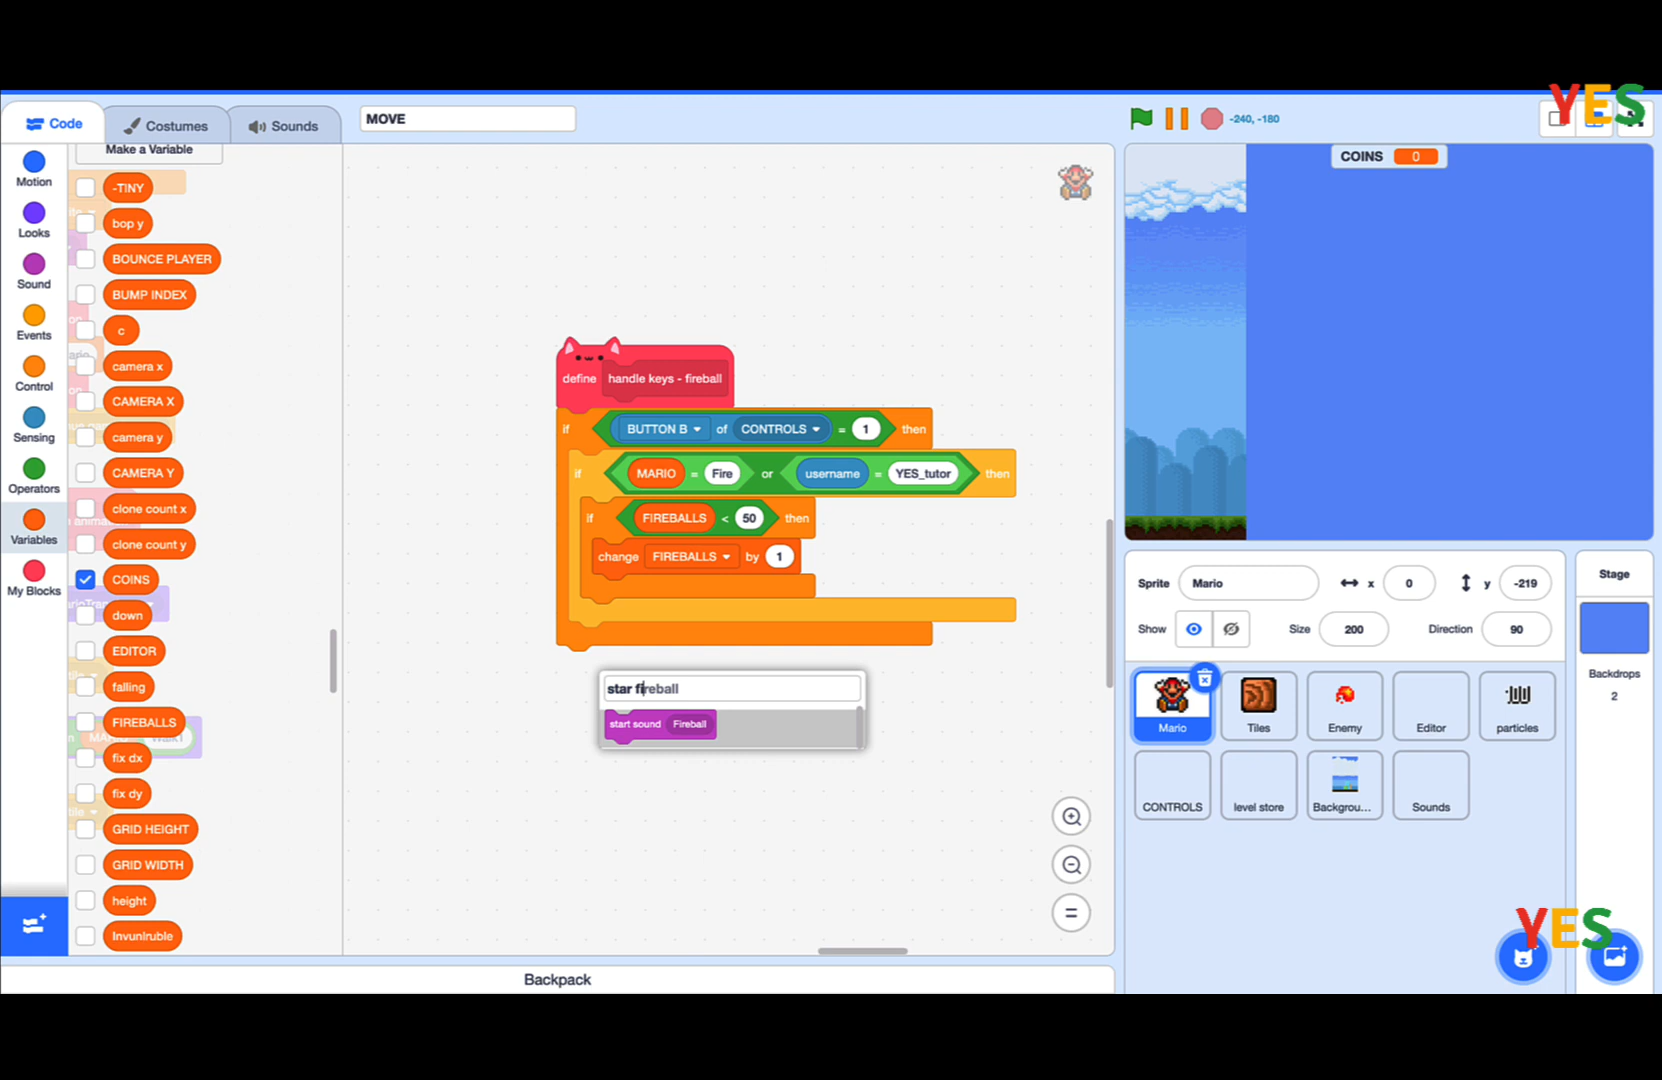 YES
Code
Costumes
Sounds
MOVE
-240, -180
Make a Variable
Motion
Looks
Sound
Events
Control
Sensing
Operators
Variables
My Blocks
-TINY
bop y
BOUNCE PLAYER
BUMP INDEX
c
camera x
CAMERA X
camera y
CAMERA Y
clone count x
clone count y
COINS
down
EDITOR
falling
FIREBALLS
fix dx
fix dy
GRID HEIGHT
GRID WIDTH
height
Invunlruble
define handle keys - fireball
if BUTTON B of CONTROLS = 1 then
if MARIO = Fire or username = YES_tutor then
if FIREBALLS < 50 then
change FIREBALLS by 1
star fireball
start sound Fireball
Backpack
COINS 0
Sprite Mario x 0 y -219
Show Size 200 Direction 90
Mario
Tiles
Enemy
Editor
particles
CONTROLS
level store
Backgrou...
Sounds
Stage
Backdrops
2
YES